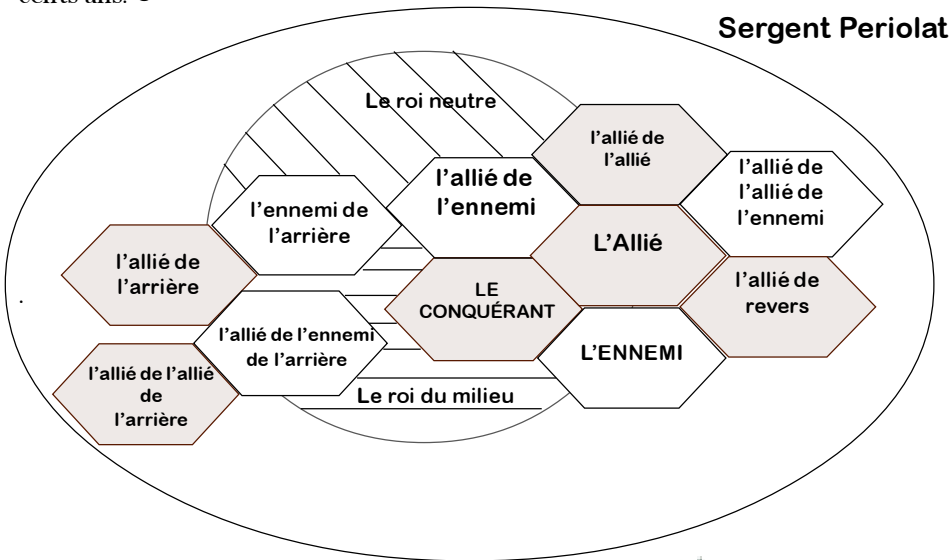 cents ans.
Sergent Periolat
Le roi neutre
l'allié de
l'allié
l'allié de
l'ennemi
l'allié de
l'allié de
l'ennemi
l'ennemi de
l'arrière
L'Allié
l'allié de
l'arrière
LE
CONQUÉRANT
l'allié de
revers
l'allié de l'ennemi
de l'arrière
L'ENNEMI
l'allié de l'allié
de
l'arrière
Le roi du milieu